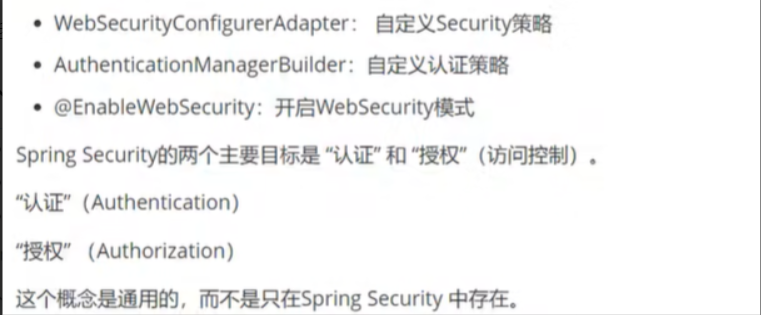 • WebSecurityConfigurerAdapter： 自定义Security策略
• AuthenticationManagerBuilder：自定义认证策略
• @EnableWebSecurity：开启WebSecurity模式
Spring Security的两个主要目标是 “认证” 和 “授权”（访问控制）。
“认证”（Authentication）
“授权” （Authorization）
这个概念是通用的，而不是只在Spring Security 中存在。